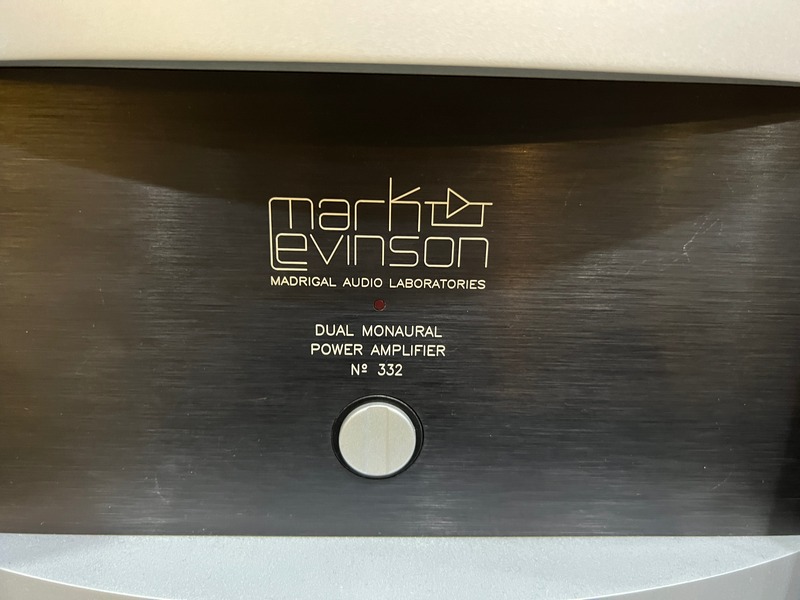 mark
Levinson
MADRIGAL AUDIO LABORATORIES
DUAL MONAURAL
POWER AMPLIFIER
Nº 332